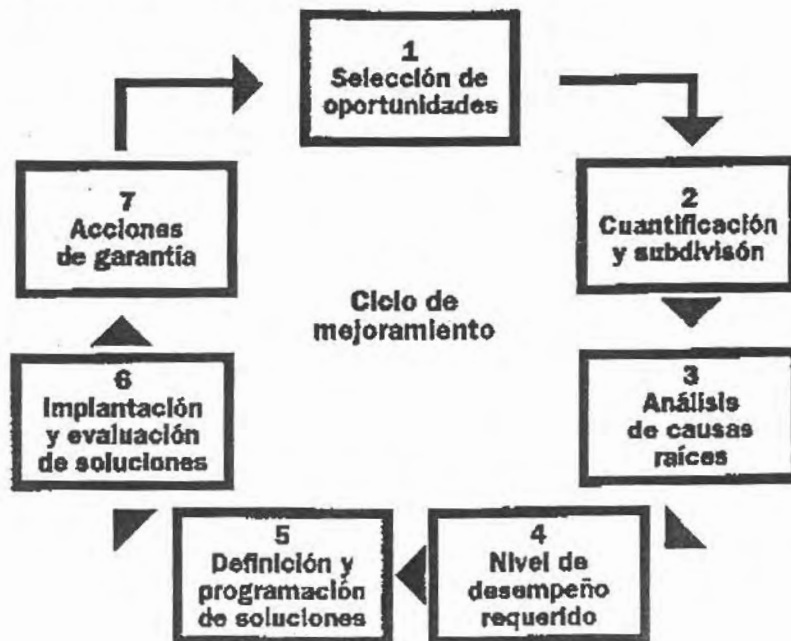 1
Selección de
oportunidades
2
Cuantificación
y subdivisón
3
Análisis
de causas
raíces
4
Nivel de
desempeño
requerido
5
Definición y
programación
de soluciones
6
Implantación
y evaluación
de soluciones
7
Acciones
de garantía
Ciclo de
mejoramiento